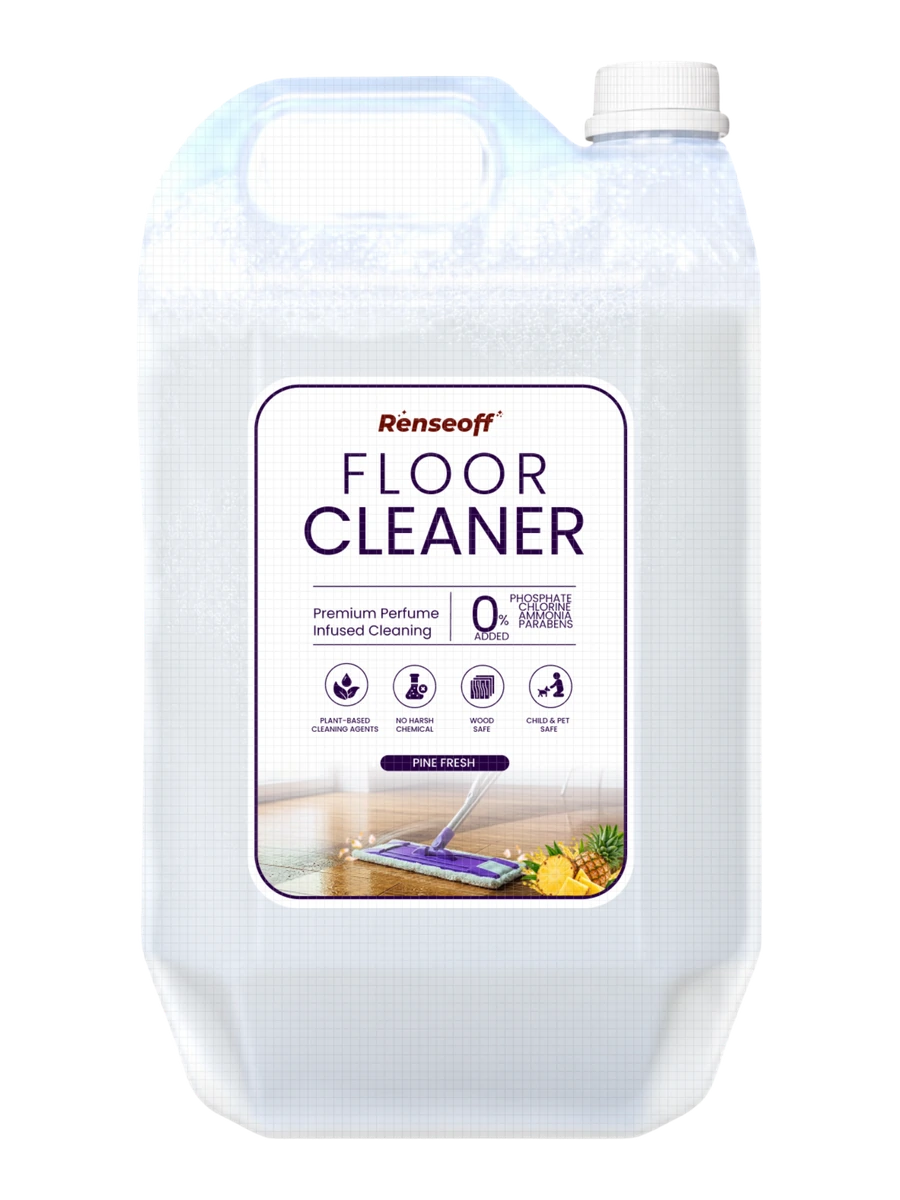 Renseoff
FLOOR
CLEANER
Premium Perfume
Infused Cleaning
0%
ADDED
PHOSPHATE
CHLORINE
AMMONIA
PARABENS
PLANT-BASED
CLEANING AGENTS
NO HARSH
CHEMICAL
WOOD
SAFE
CHILD & PET
SAFE
PINE FRESH